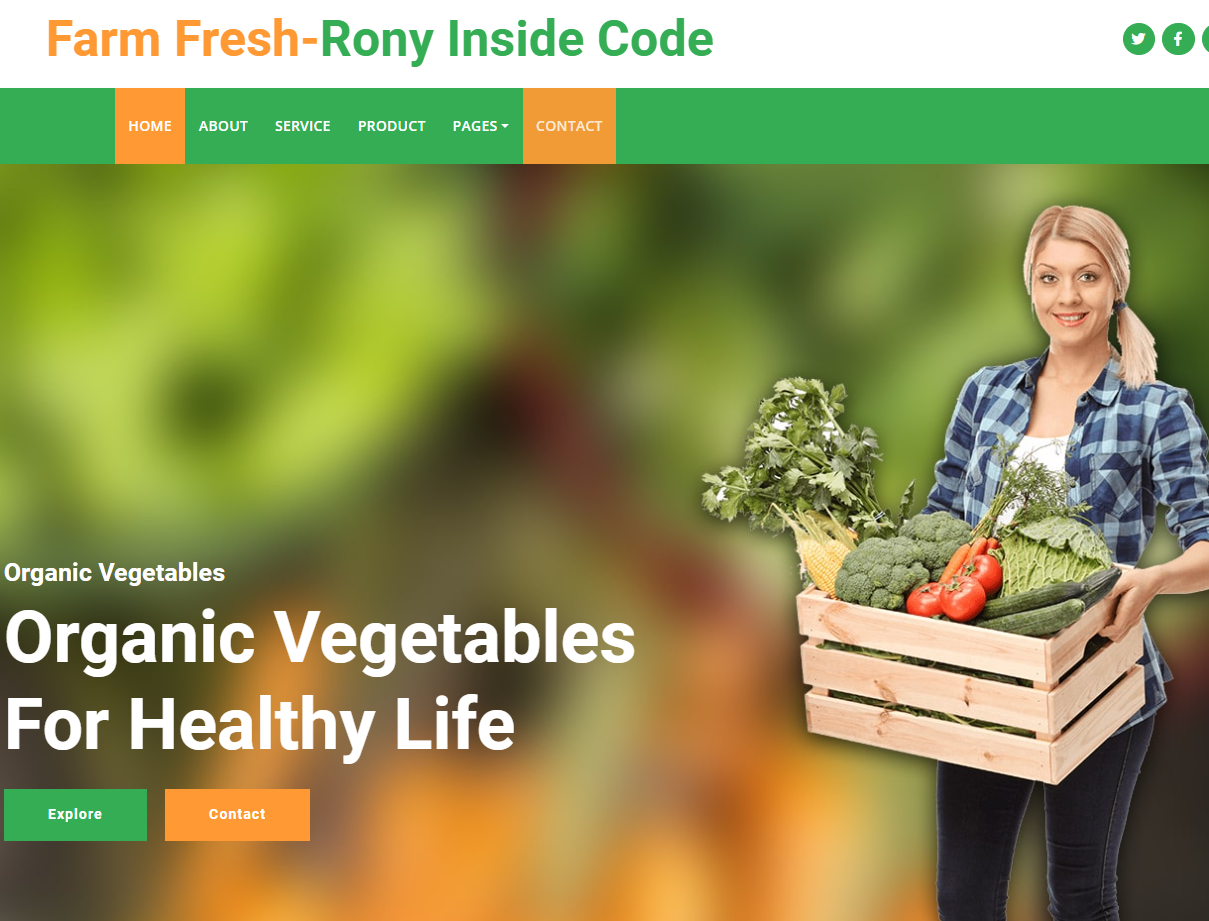 Farm Fresh-Rony Inside Code
HOME ABOUT SERVICE PRODUCT PAGES CONTACT
Organic Vegetables
Organic Vegetables
For Healthy Life
Explore Contact